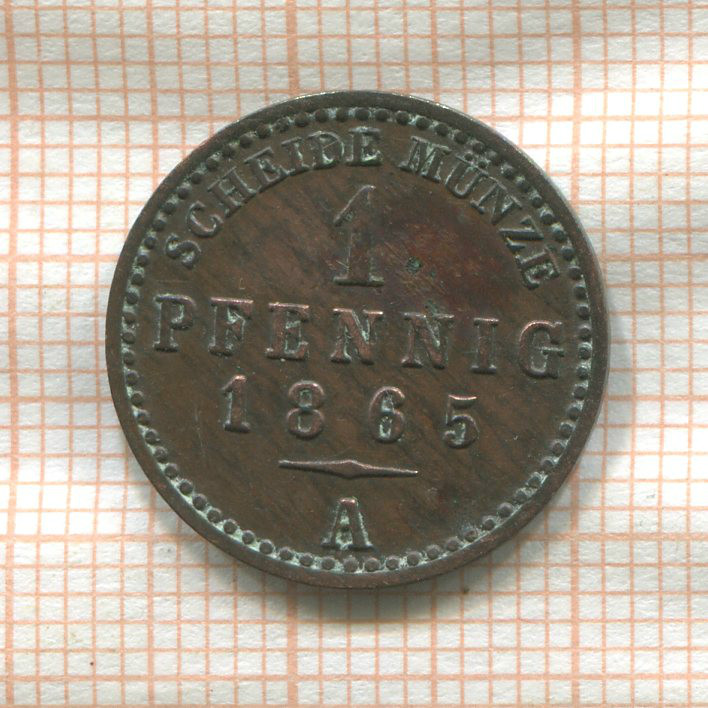 SCHEIDE MÜNZE
1
PFENNIG
1865
A